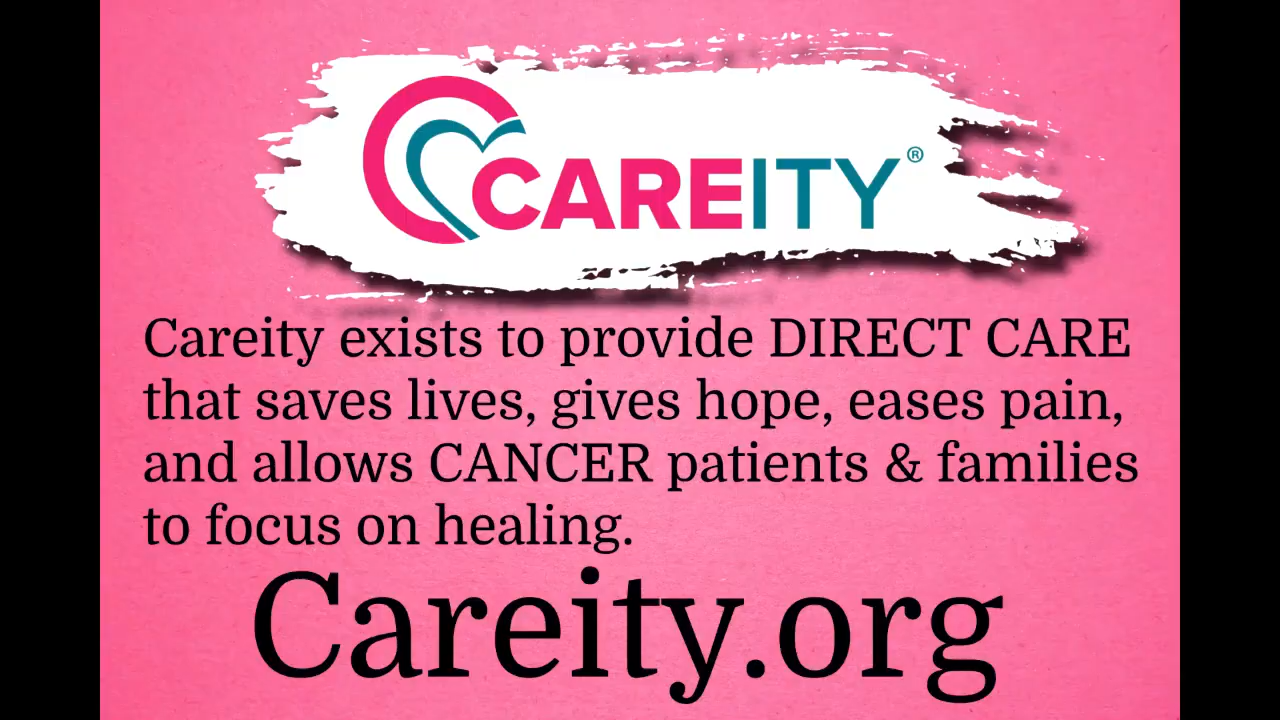 CAREITY®
Careity exists to provide DIRECT CARE
that saves lives, gives hope, eases pain,
and allows CANCER patients & families
to focus on healing.
Careity.org